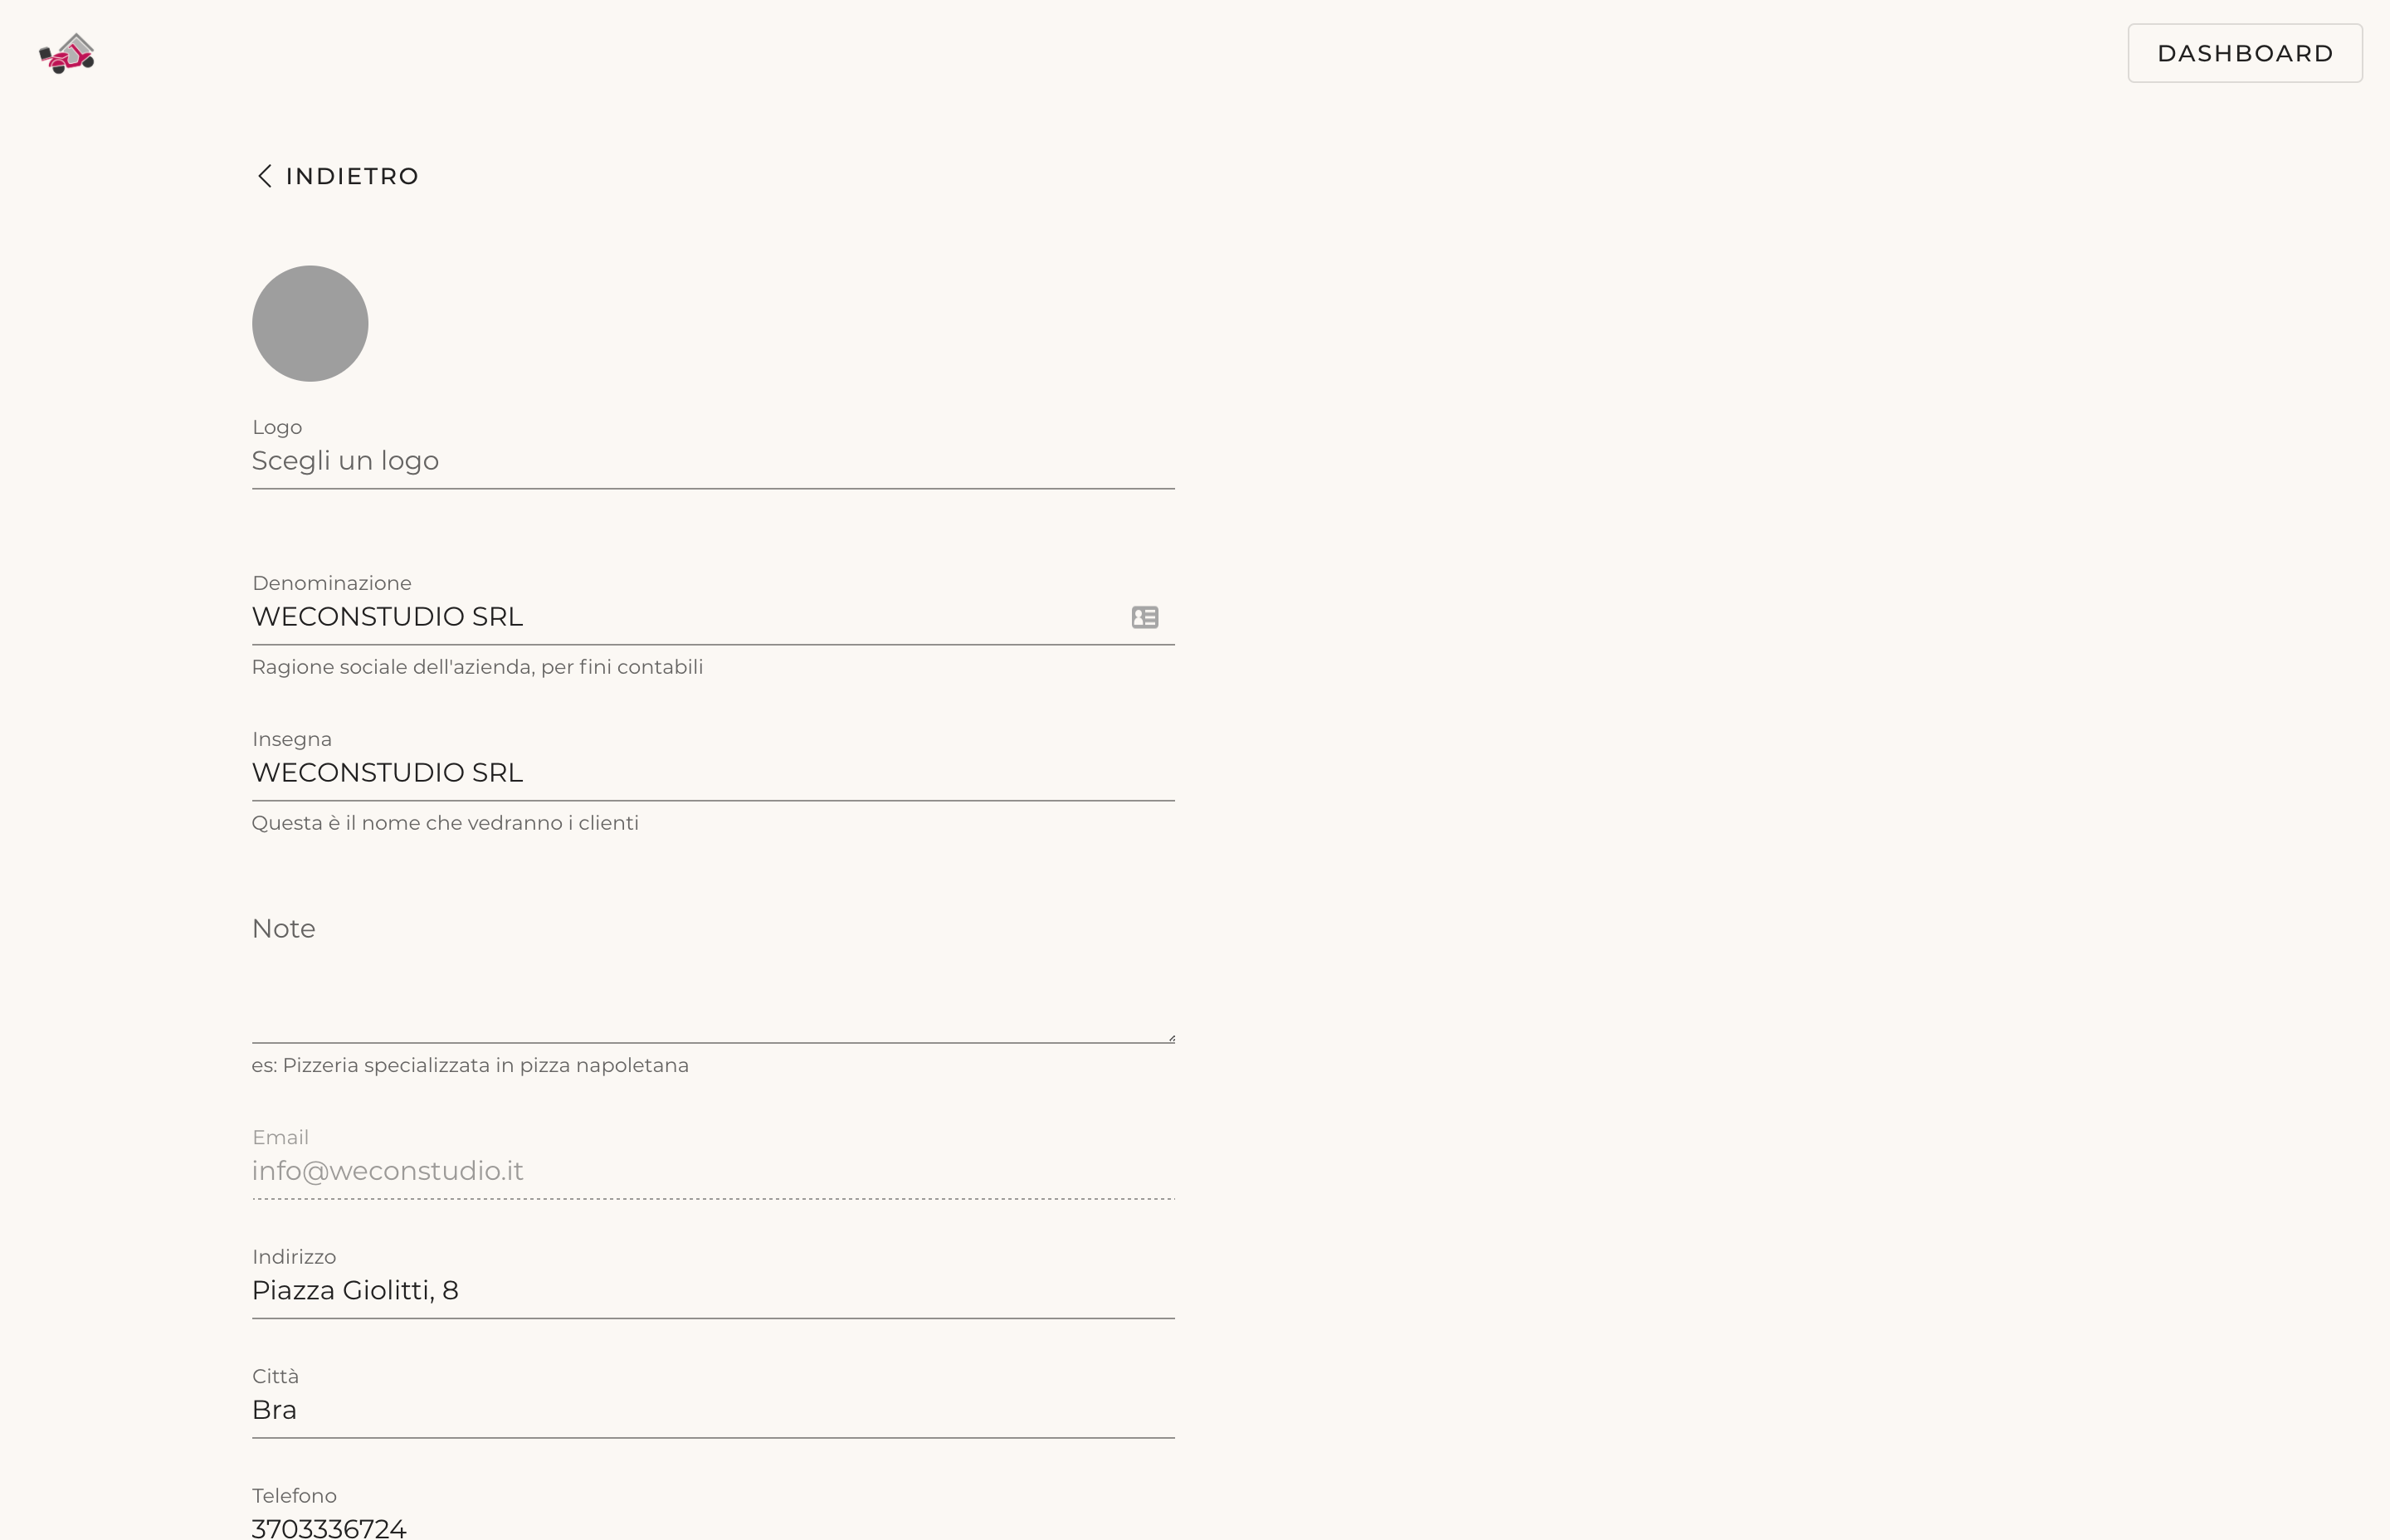 DASHBOARD
INDIETRO
Logo
Scegli un logo
Denominazione
WECONSTUDIO SRL
Ragione sociale dell'azienda, per fini contabili
Insegna
WECONSTUDIO SRL
Questa è il nome che vedranno i clienti
Note
es: Pizzeria specializzata in pizza napoletana
Email
info@weconstudio.it
Indirizzo
Piazza Giolitti, 8
Città
Bra
Telefono
3703336724